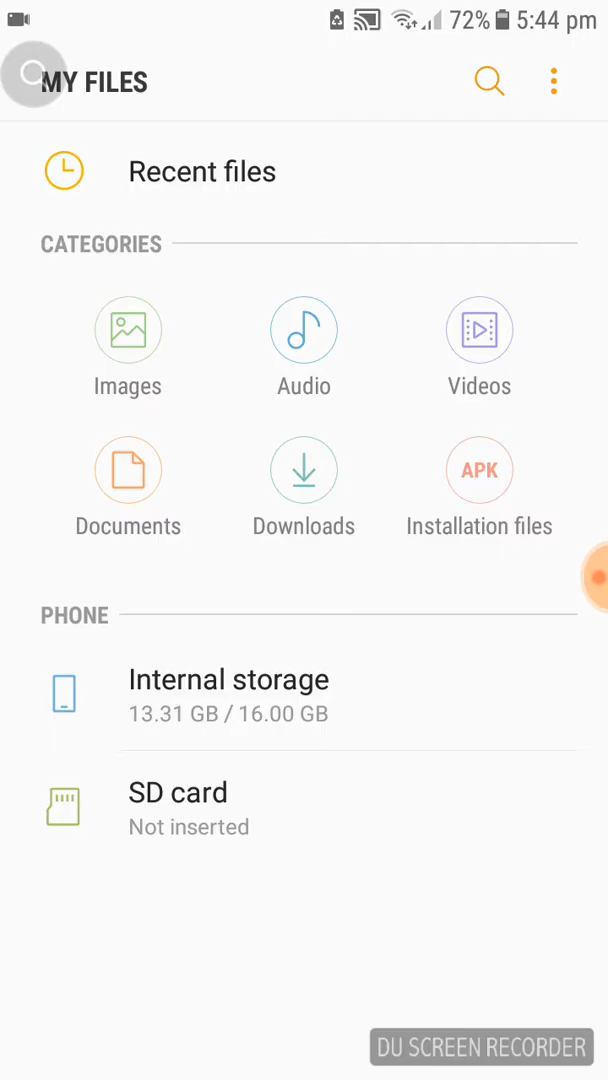 72% 5:44 pm
MY FILES
Recent files
CATEGORIES
Images Audio Videos
APK
Documents Downloads Installation files
PHONE
Internal storage
13.31 GB / 16.00 GB
SD card
Not inserted
DU SCREEN RECORDER